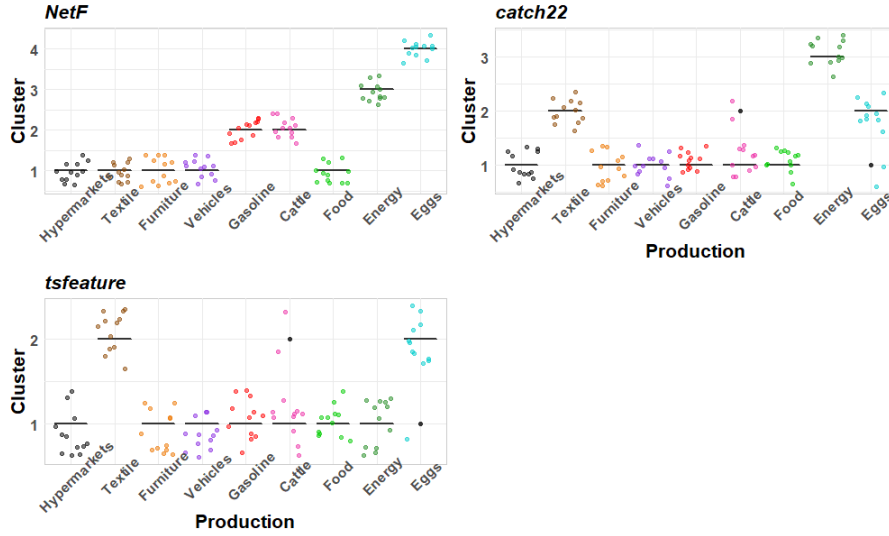 NetF
Cluster
4
3
2
1
Hypermarkets
Textile
Furniture
Vehicles
Gasoline
Cattle
Food
Energy
Eggs
catch22
Cluster
3
2
1
Hypermarkets
Textile
Furniture
Vehicles
Gasoline
Cattle
Food
Energy
Eggs
Production
tsfeature
Cluster
2
1
Hypermarkets
Textile
Furniture
Vehicles
Gasoline
Cattle
Food
Energy
Eggs
Production